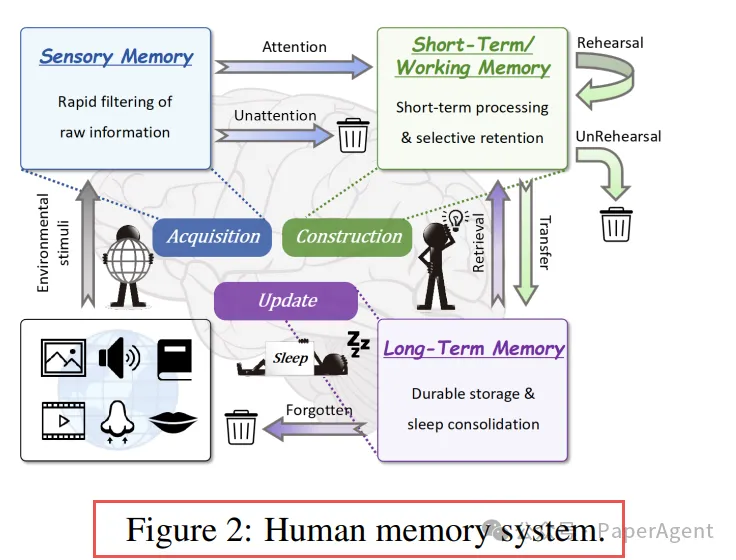 Sensory Memory
Rapid filtering of
raw information
Attention
Unattention
Short-Term/
Working Memory
Short-term processing
& selective retention
Rehearsal
UnRehearsal
Environmental
stimuli
Acquisition
Construction
Retrieval
Transfer
Update
Sleep
Z
Z
Z
Long-Term Memory
Durable storage &
sleep consolidation
Forgotten
Figure 2: Human memory system.
PaperAgent